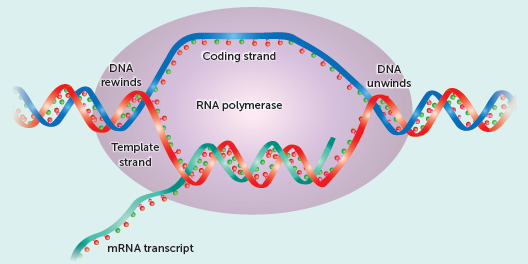 Coding strand
DNA
rewinds
DNA
unwinds
RNA polymerase
Template
strand
mRNA transcript